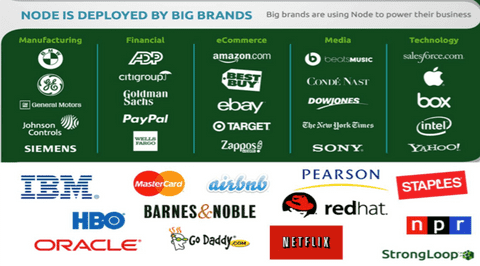 NODE IS DEPLOYED BY BIG BRANDS
Big brands are using Node to power their business
Manufacturing
Financial
eCommerce
Media
Technology
BMW
ADP
amazon.com
beatsMUSIC
salesforce.com
GE
citigroup
BEST BUY
CONDÉ NAST
General Motors
Goldman
Sachs
ebay
DOWJONES
box
Johnson
Controls
PayPal
TARGET
The New York Times
intel
SIEMENS
WELLS
FARGO
Zappos
SONY
YAHOO!
IBM
MasterCard
airbnb
PEARSON
STAPLES
HBO
BARNES&NOBLE
redhat.
npr
ORACLE
Go Daddy.COM
NETFLIX
StrongLoop